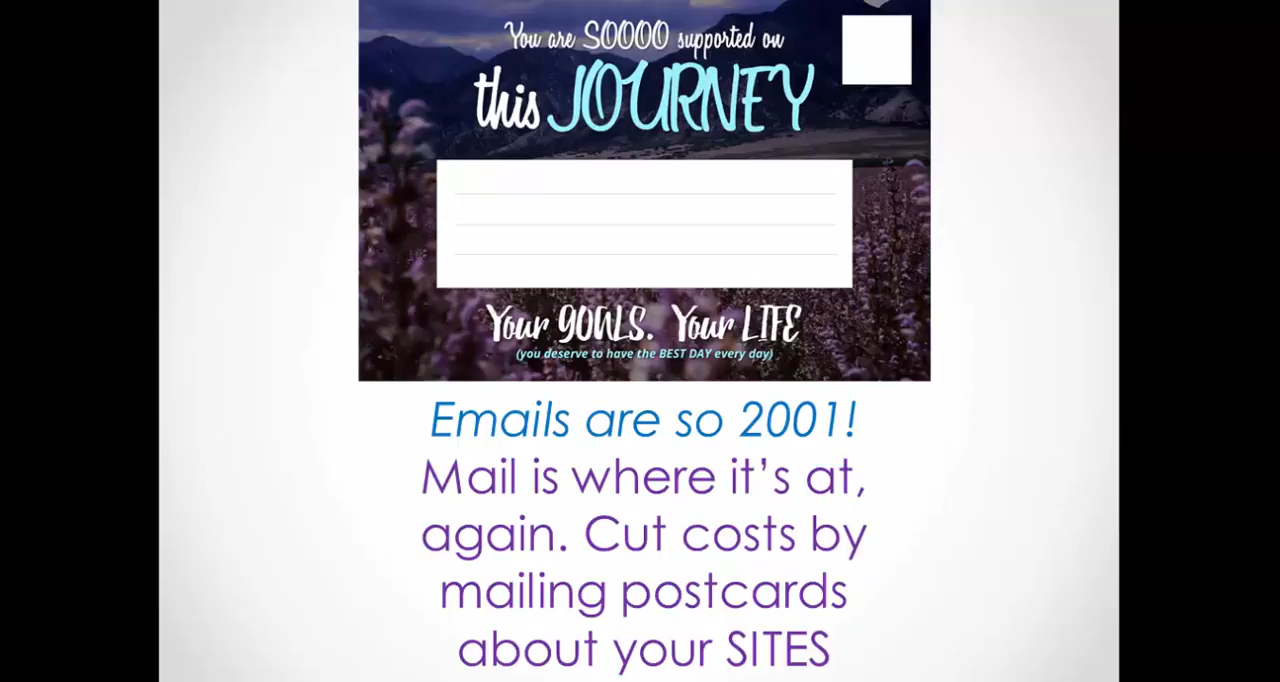 You are SOOOO supported on
this JOURNEY
Your GOALS. Your LIFE
(you deserve to have the BEST DAY every day)
Emails are so 2001!
Mail is where it's at,
again. Cut costs by
mailing postcards
about your SITES